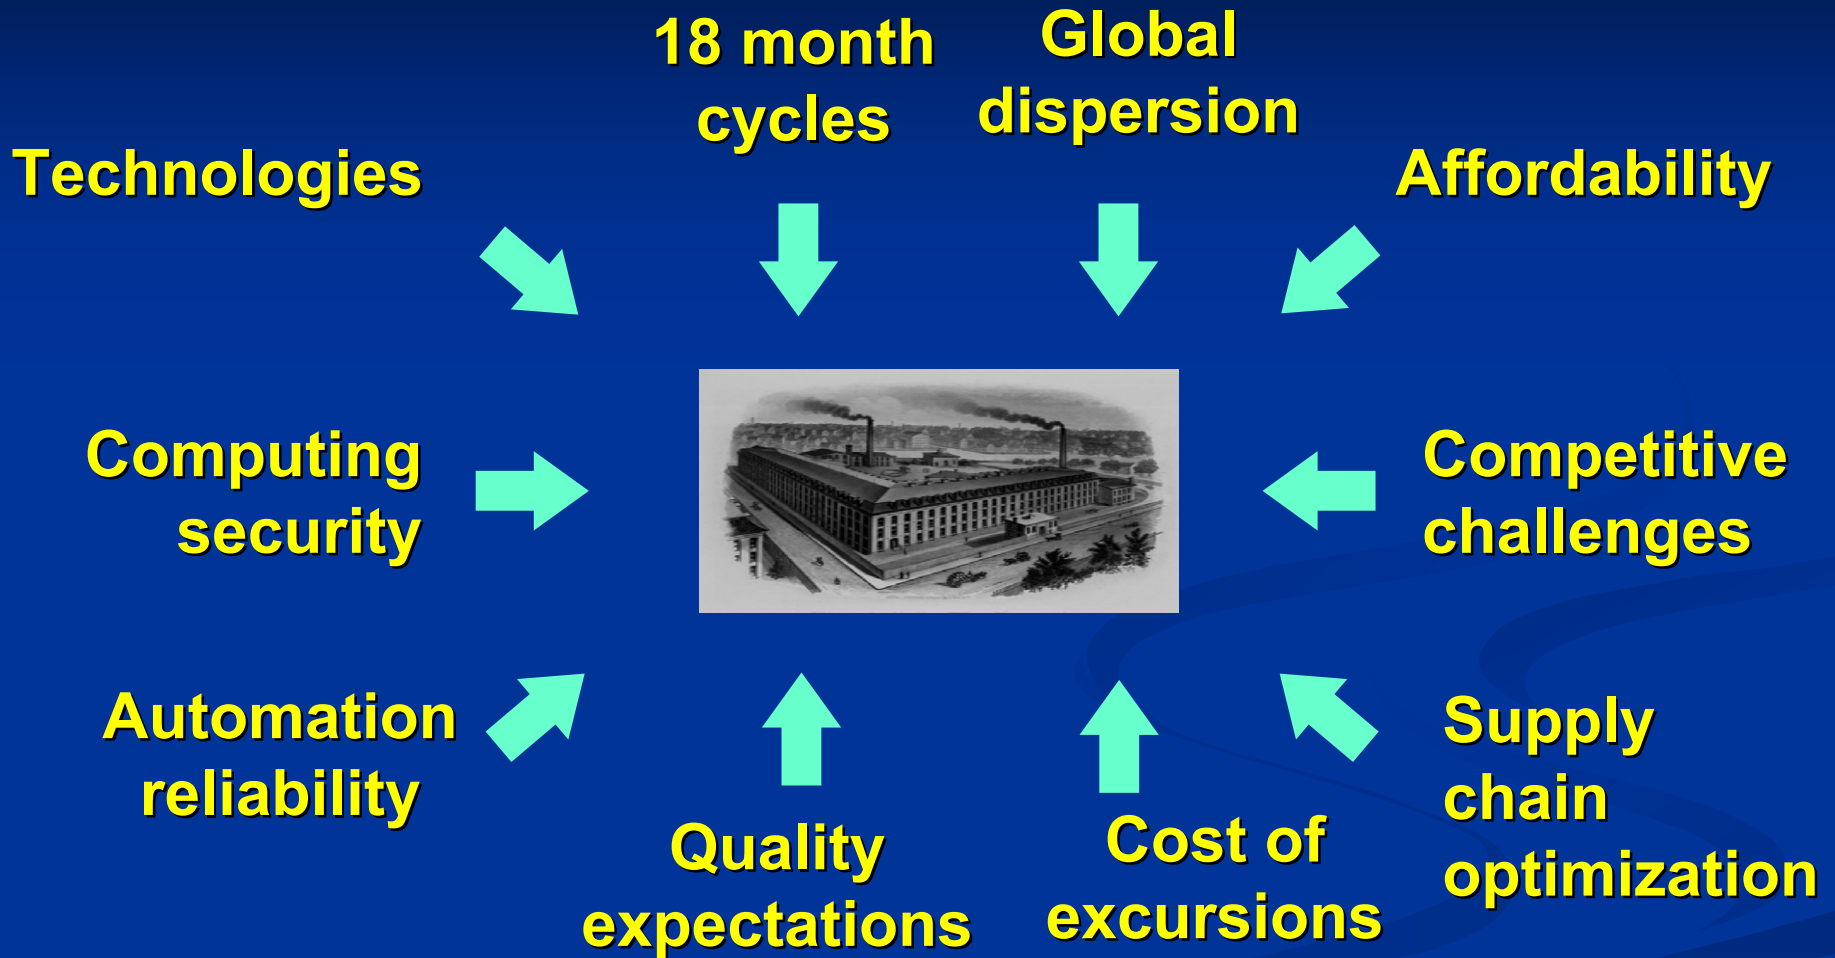 18 month
cycles
Global
dispersion
Technologies
Affordability
Computing
security
Competitive
challenges
Automation
reliability
Supply
chain
optimization
Quality
expectations
Cost of
excursions